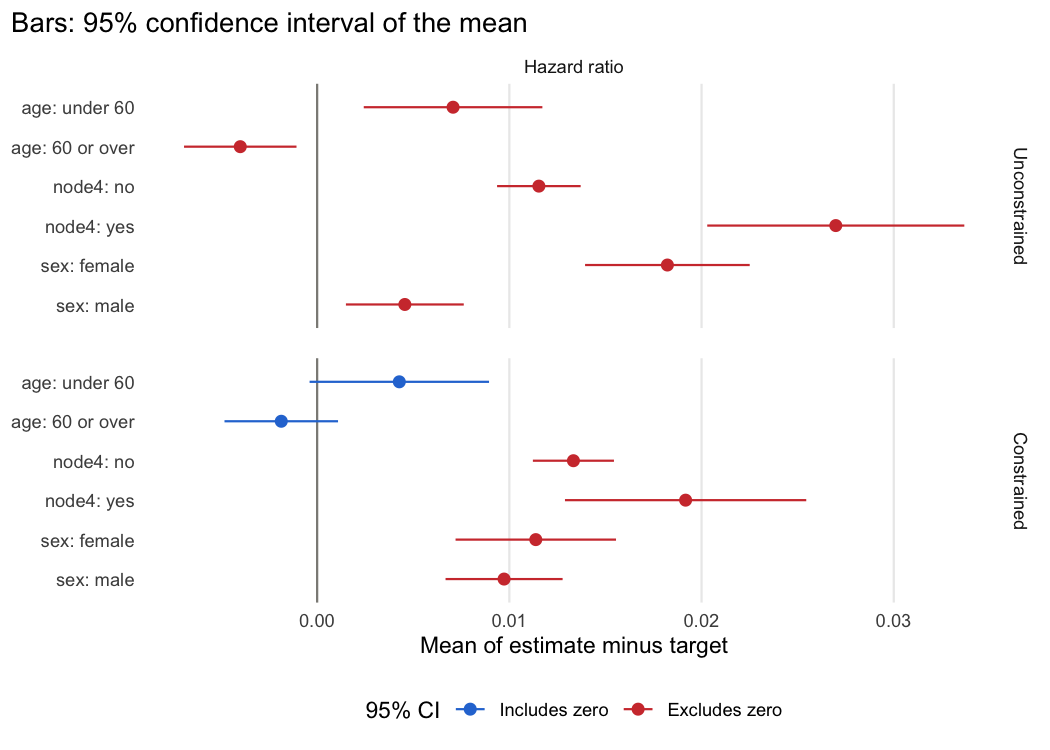 Bars: 95% confidence interval of the mean
Hazard ratio
age: under 60
age: 60 or over
node4: no
node4: yes
sex: female
sex: male
Unconstrained
age: under 60
age: 60 or over
node4: no
node4: yes
sex: female
sex: male
Constrained
0.00 0.01 0.02 0.03
Mean of estimate minus target
95% CI Includes zero Excludes zero